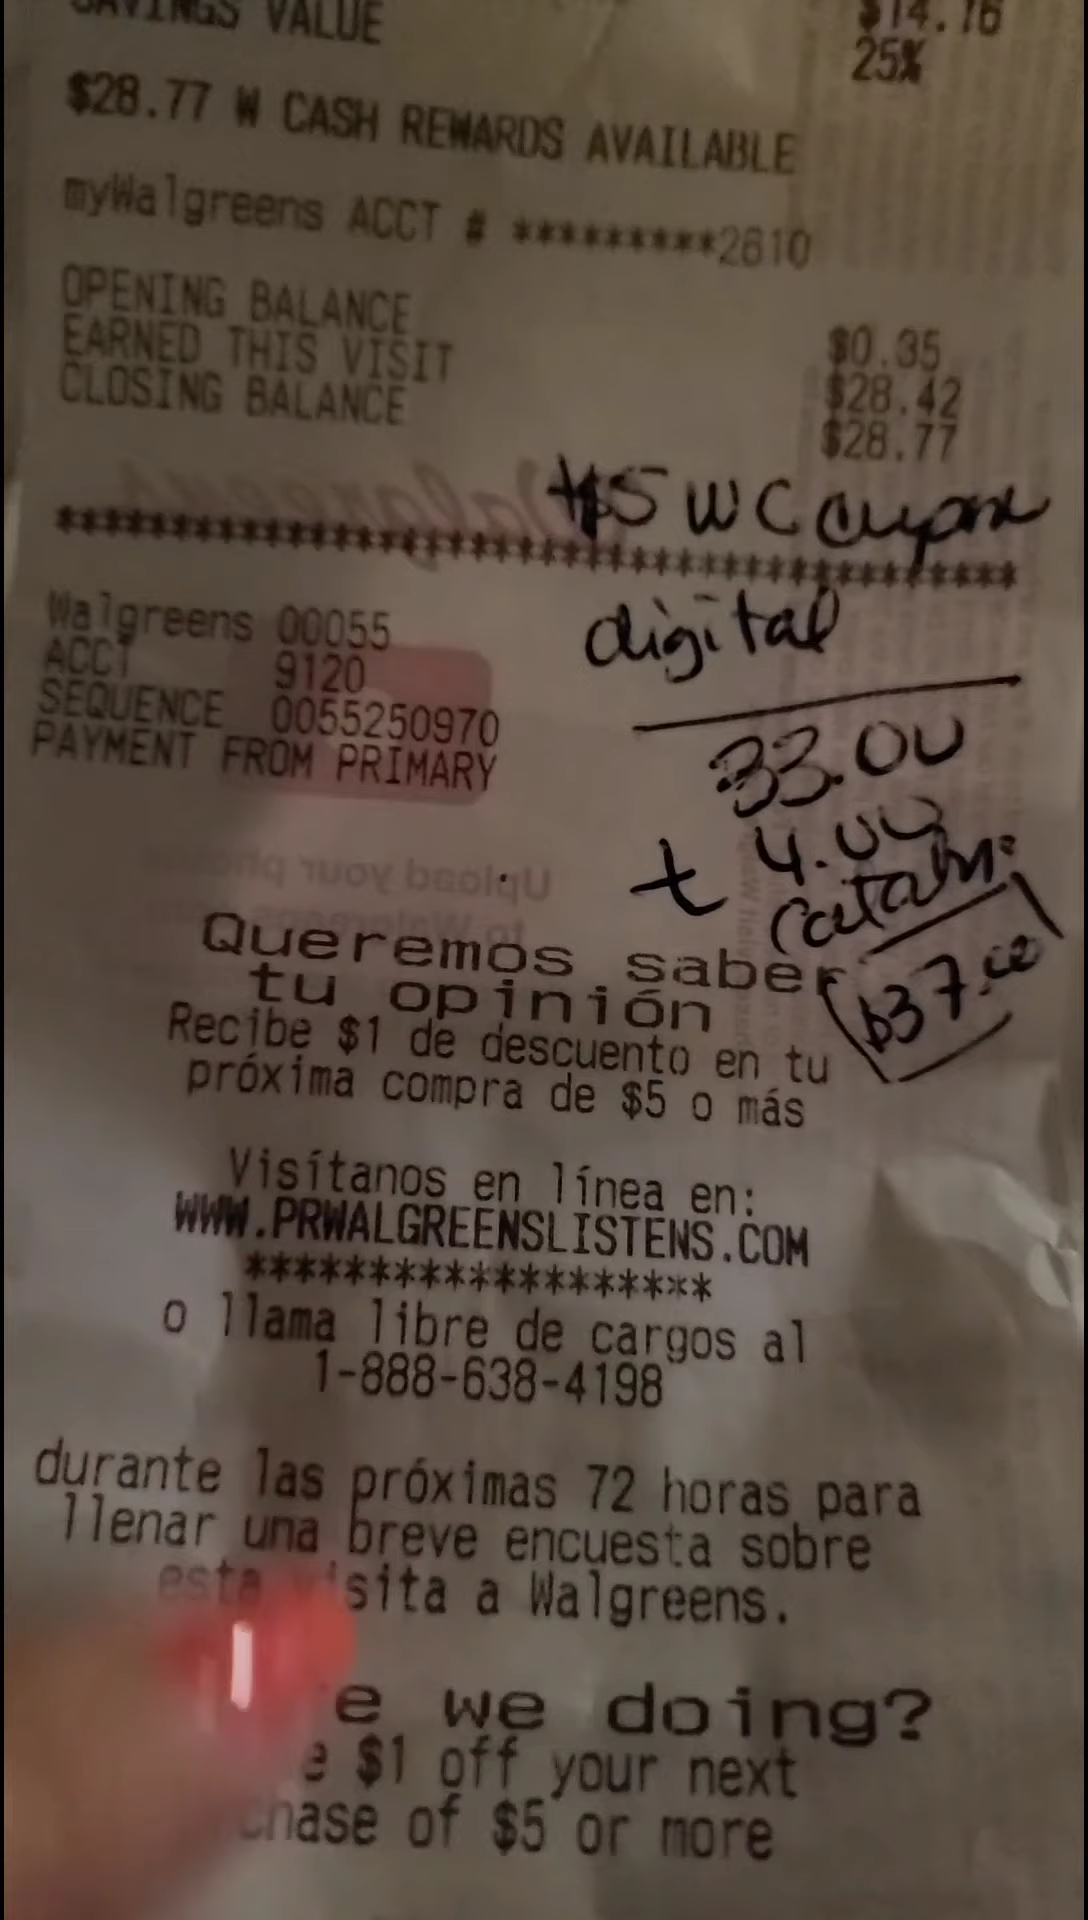 SAVINGS VALUE $14.16
25%
$28.77 W CASH REWARDS AVAILABLE
myWalgreens ACCT # *********2610
OPENING BALANCE $0.35
EARNED THIS VISIT $28.42
CLOSING BALANCE $28.77
+$5 WC coupon
****************************************
digital
Walgreens 00055
ACCT 9120
SEQUENCE 0055250970
PAYMENT FROM PRIMARY
33.00
+ 4.00
$37.00
Upload your
Queremos saber
tu opinión
Recibe $1 de descuento en tu
próxima compra de $5 o más
Visítanos en línea en:
WWW.PRWALGREENSLISTENS.COM
*******************
o llama libre de cargos al
1-888-638-4198
durante las próximas 72 horas para
llenar una breve encuesta sobre
esta visita a Walgreens.
we doing?
$1 off your next
of $5 or more